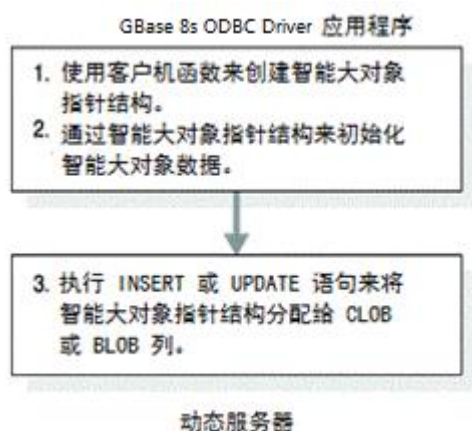 GBase 8s ODBC Driver 应用程序
1. 使用客户机函数来创建智能大对象
指针结构。
2. 通过智能大对象指针结构来初始化
智能大对象数据。
3. 执行 INSERT 或 UPDATE 语句来将
智能大对象指针结构分配给 CLOB
或 BLOB 列。
动态服务器